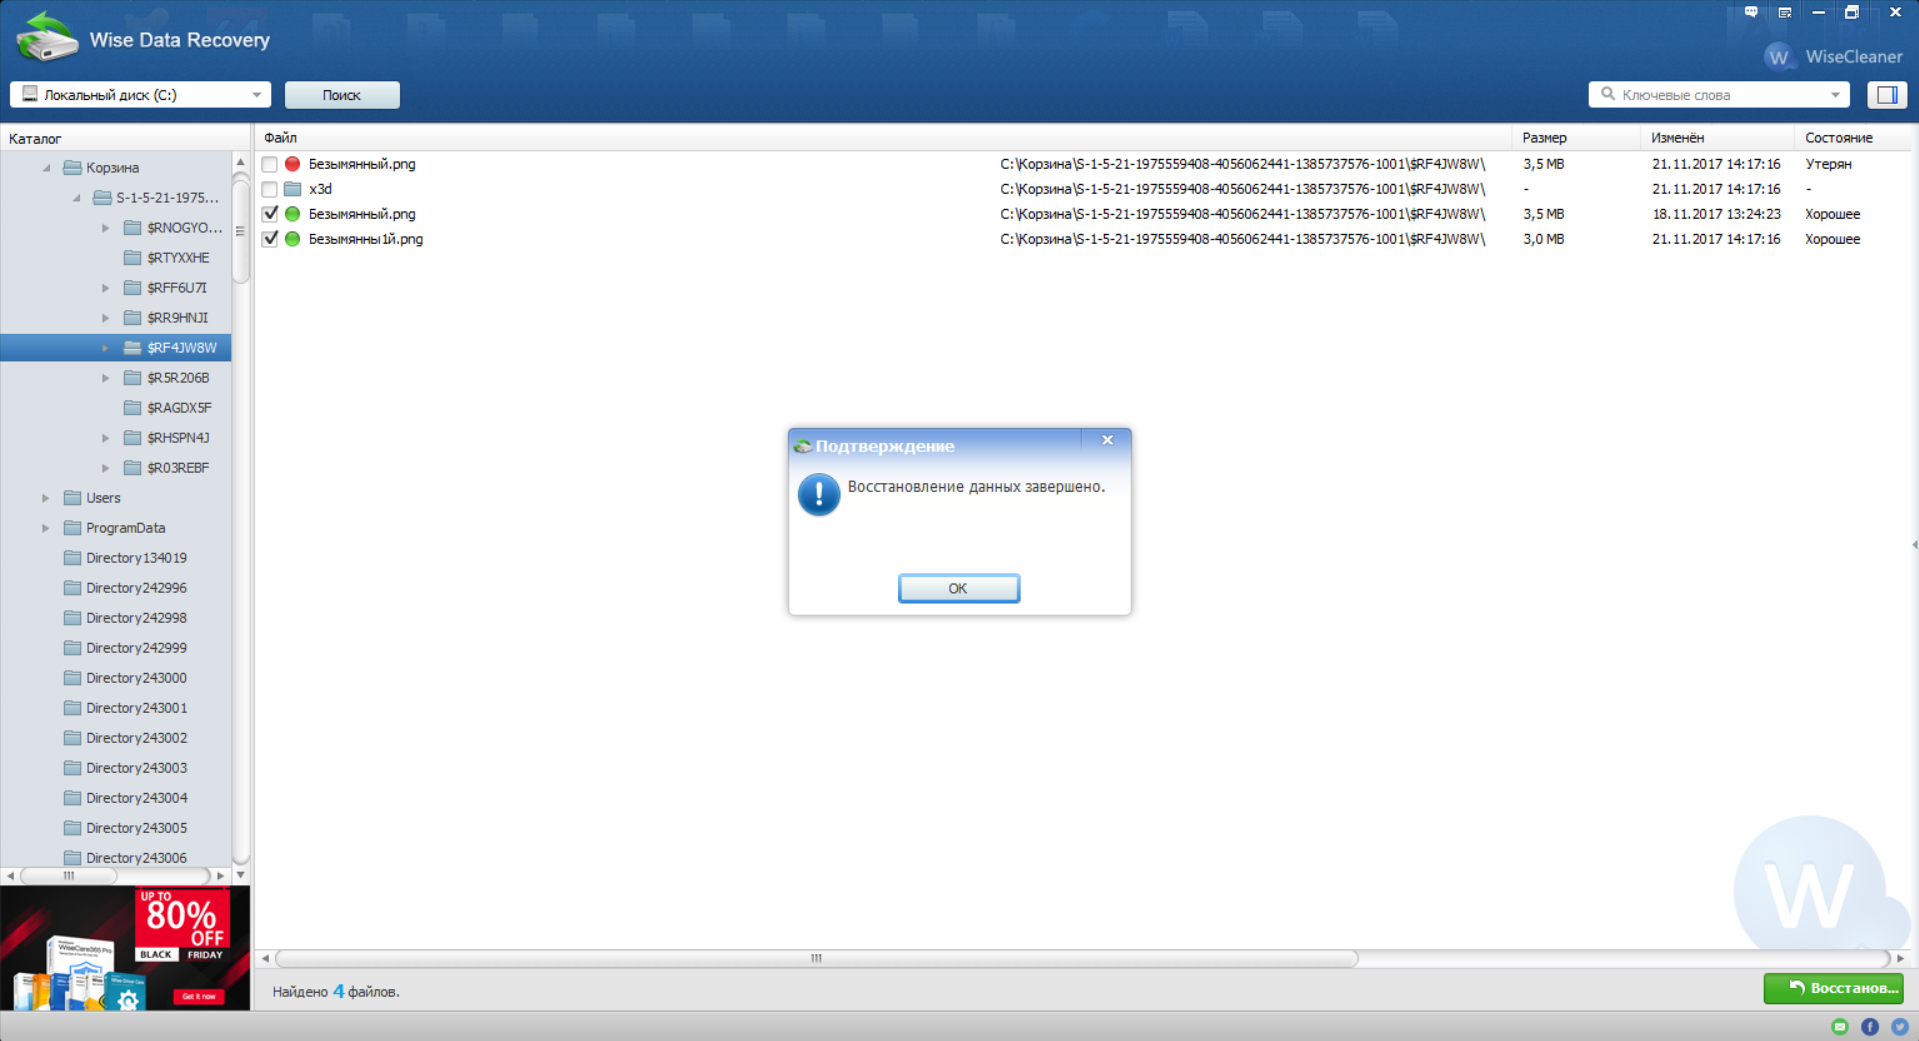 Wise Data Recovery
W WiseCleaner
Локальный диск (C:)
Поиск
Ключевые слова
Каталог
Файл
Размер
Изменён
Состояние
Корзина
S-1-5-21-1975...
$RNOGYO...
$RTYXXHE
$RFF6U7I
$RR9HNJI
$RF4JW8W
$R5R206B
$RAGDX5F
$RHSPN4J
$R03REBF
Users
ProgramData
Directory134019
Directory242996
Directory242998
Directory242999
Directory243000
Directory243001
Directory243002
Directory243003
Directory243004
Directory243005
Directory243006
Безымянный.png C:\Корзина\S-1-5-21-1975559408-4056062441-1385737576-1001\$RF4JW8W\ 3,5 MB 21.11.2017 14:17:16 Утерян
x3d C:\Корзина\S-1-5-21-1975559408-4056062441-1385737576-1001\$RF4JW8W\ - 21.11.2017 14:17:16 -
Безымянный.png C:\Корзина\S-1-5-21-1975559408-4056062441-1385737576-1001\$RF4JW8W\ 3,5 MB 18.11.2017 13:24:23 Хорошее
Безымянны1й.png C:\Корзина\S-1-5-21-1975559408-4056062441-1385737576-1001\$RF4JW8W\ 3,0 MB 21.11.2017 14:17:16 Хорошее
Подтверждение
Восстановление данных завершено.
OK
UP TO
80%
OFF
BLACK FRIDAY
WiseCare365 Pro
Get it now
W
Найдено 4 файлов.
Восстанов...